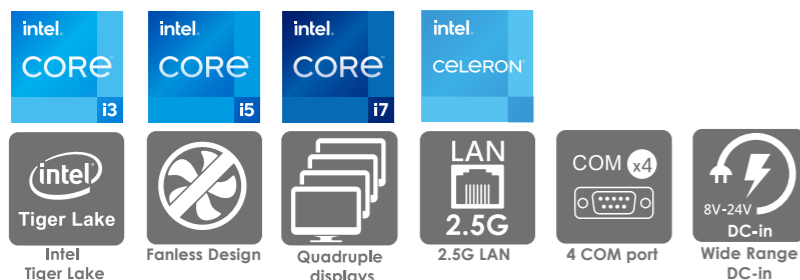 intel.
CORE
i3
intel.
CORE
i5
intel.
CORE
i7
intel.
CELERON
intel
Tiger Lake
LAN
2.5G
COM x4
8V-24V
DC-in
Intel
Tiger Lake
Fanless Design
Quadruple
displays
2.5G LAN
4 COM port
Wide Range
DC-in